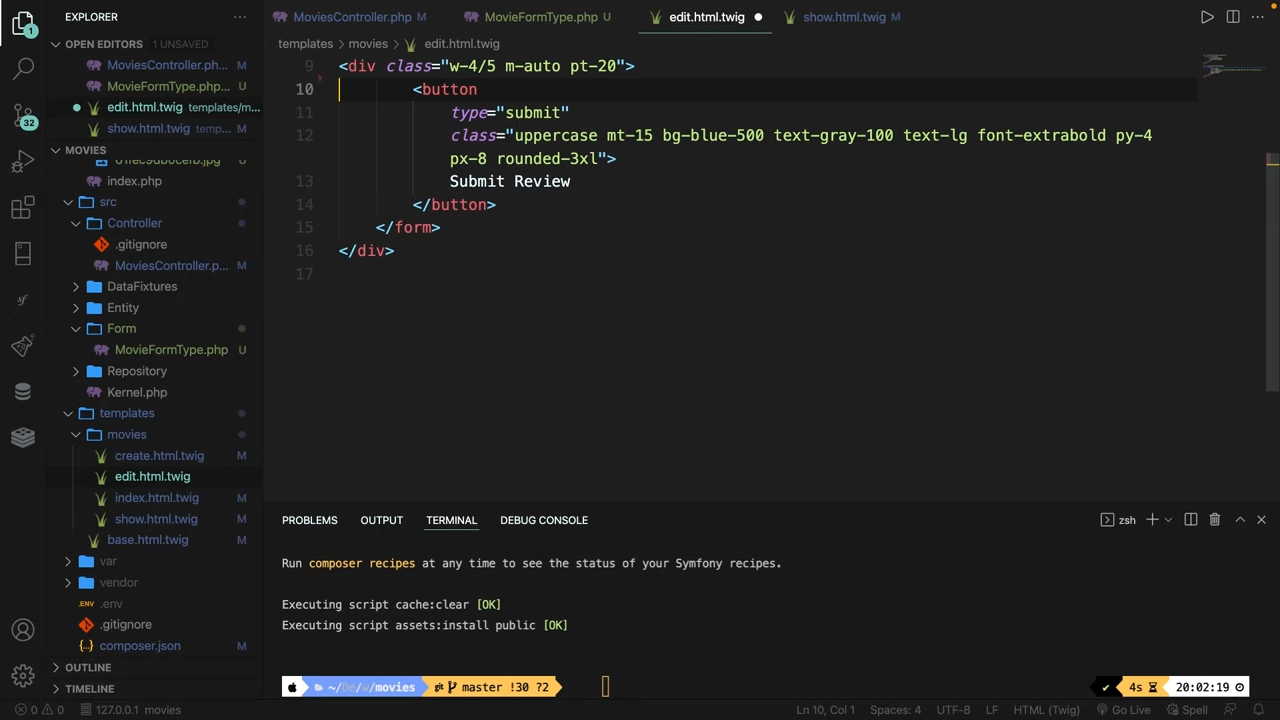 EXPLORER
OPEN EDITORS 1 UNSAVED
MoviesController.ph... M
MovieFormType.php... U
edit.html.twig templates/m...
show.html.twig temp... M
MOVIES
61fec9db0cefb.jpg
index.php
src
Controller
.gitignore
MoviesController.p... M
DataFixtures
Entity
Form
MovieFormType.php U
Repository
Kernel.php
templates
movies
create.html.twig M
edit.html.twig
index.html.twig M
show.html.twig M
base.html.twig M
var
vendor
.ENV .env
.gitignore
{..} composer.json M
OUTLINE
TIMELINE
1
32
MoviesController.php M
MovieFormType.php U
edit.html.twig
show.html.twig M
templates > movies > edit.html.twig
9 <div class="w-4/5 m-auto pt-20">
10 <button
11 type="submit"
12 class="uppercase mt-15 bg-blue-500 text-gray-100 text-lg font-extrabold py-4
px-8 rounded-3xl">
13 Submit Review
14 </button>
15 </form>
16 </div>
17
PROBLEMS OUTPUT TERMINAL DEBUG CONSOLE
zsh
Run composer recipes at any time to see the status of your Symfony recipes.
Executing script cache:clear [OK]
Executing script assets:install public [OK]
~/De/w/movies git master !30 ?2
✔ 4s 20:02:19
0 0 127.0.0.1 movies
Ln 10, Col 1 Spaces: 4 UTF-8 LF HTML (Twig) Go Live Spell